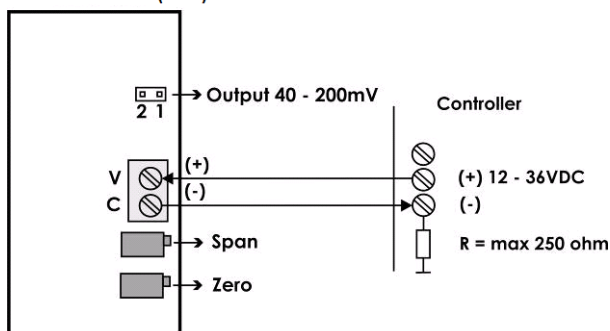 Output 40 - 200mV
2 1
Controller
V (+) (+) 12 - 36VDC
C (-) (-)
Span R = max 250 ohm
Zero